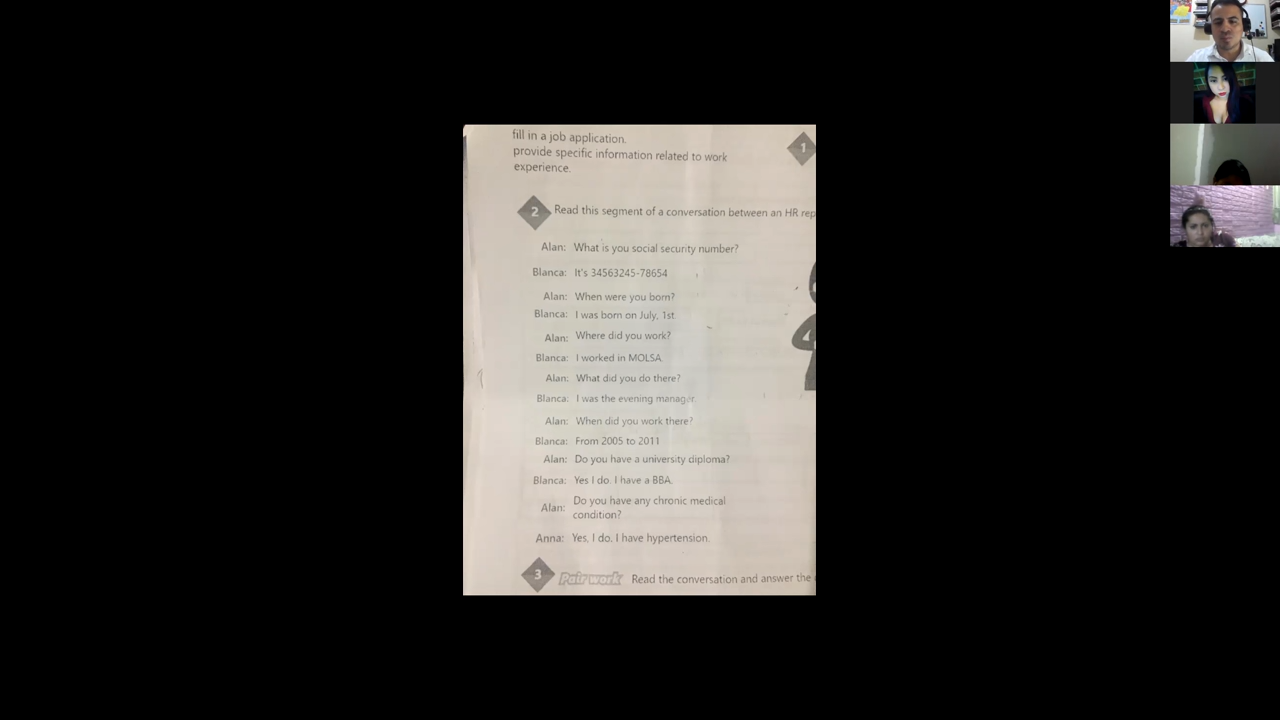 fill in a job application.
provide specific information related to work
experience.
1
2 Read this segment of a conversation between an HR rep
Alan: What is you social security number?
Blanca: It's 34563245-78654
Alan: When were you born?
Blanca: I was born on July, 1st
Alan: Where did you work?
Blanca: I worked in MOLSA.
Alan: What did you do there?
Blanca: I was the evening manager.
Alan: When did you work there?
Blanca: From 2005 to 2011
Alan: Do you have a university diploma?
Blanca: Yes I do. I have a BBA.
Alan: Do you have any chronic medical
condition?
Anna: Yes, I do. I have hypertension.
3 Pair work Read the conversation and answer the